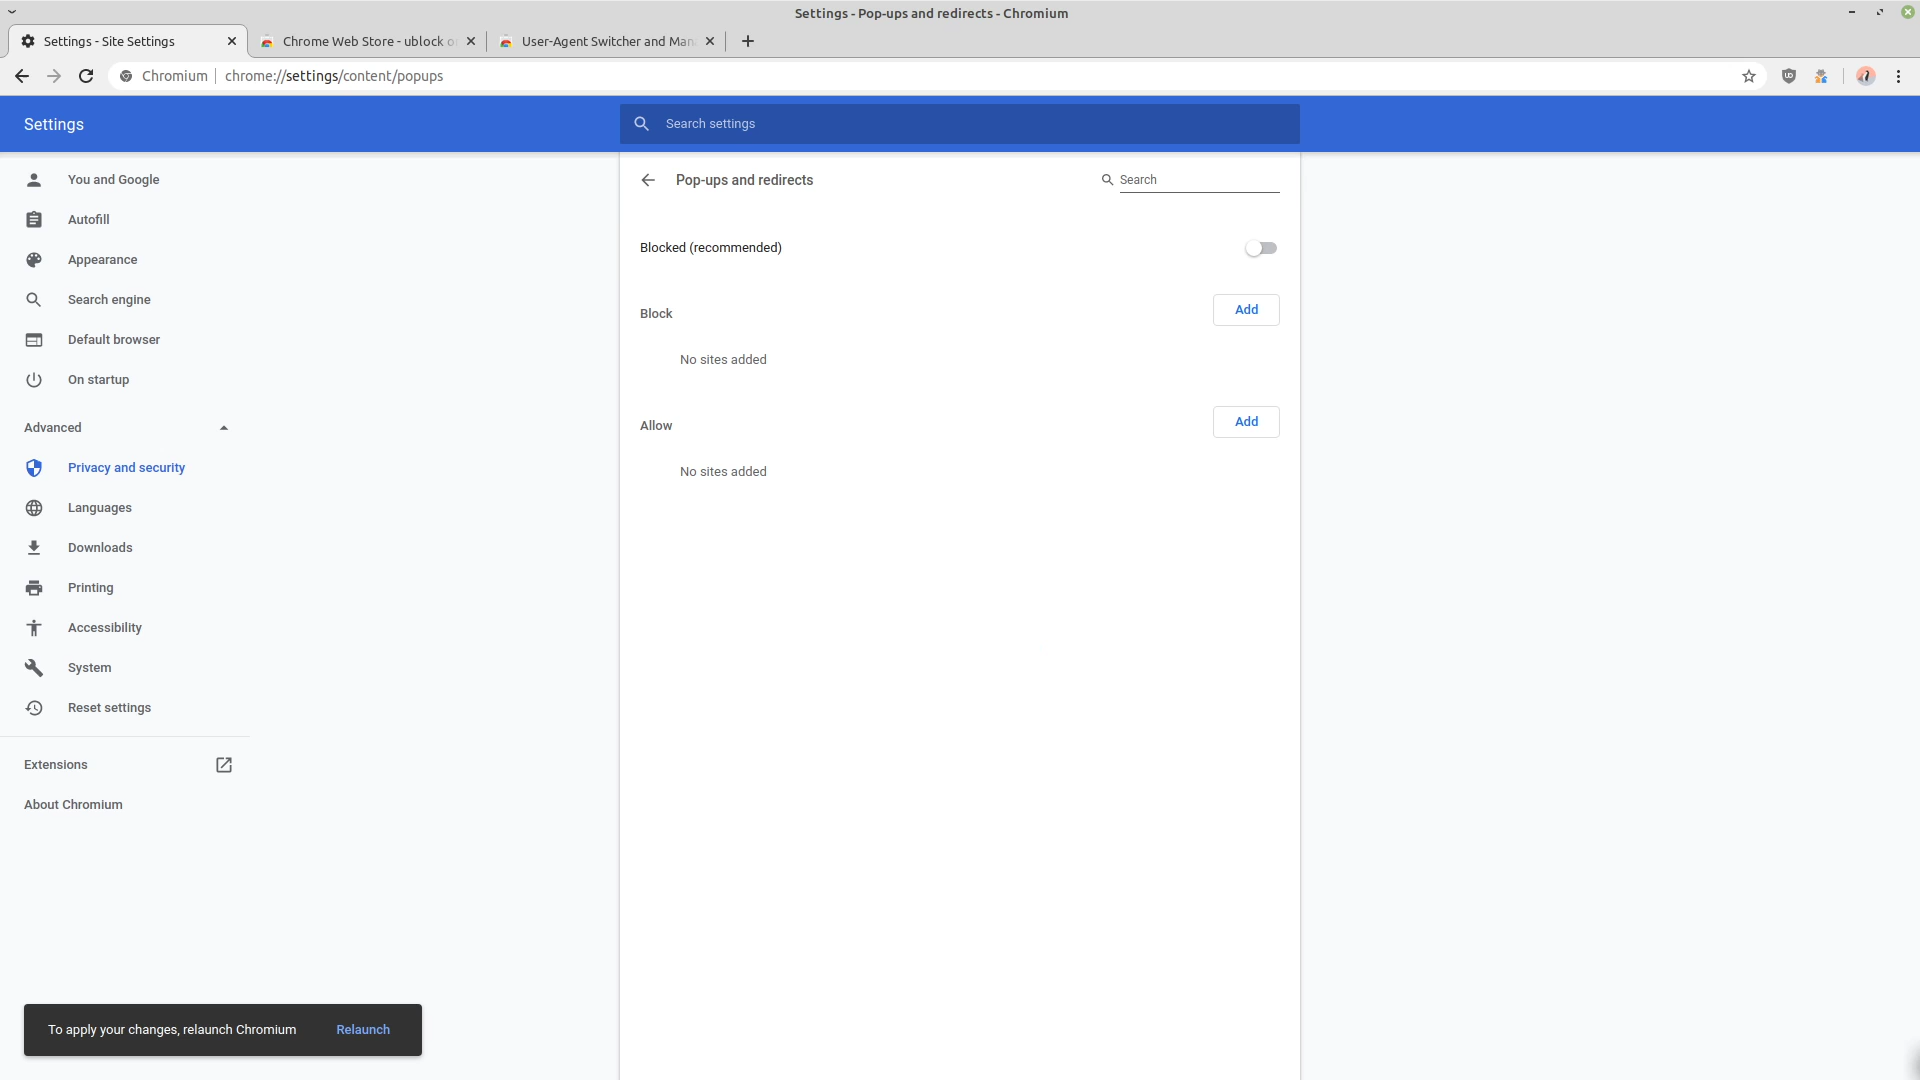 Settings - Pop-ups and redirects - Chromium
Settings - Site Settings
Chrome Web Store - ublock o
User-Agent Switcher and Man
Chromium
chrome://settings/content/popups
Settings
Search settings
You and Google
Autofill
Appearance
Search engine
Default browser
On startup
Advanced
Privacy and security
Languages
Downloads
Printing
Accessibility
System
Reset settings
Extensions
About Chromium
Pop-ups and redirects
Search
Blocked (recommended)
Block
Add
No sites added
Allow
Add
No sites added
To apply your changes, relaunch Chromium
Relaunch